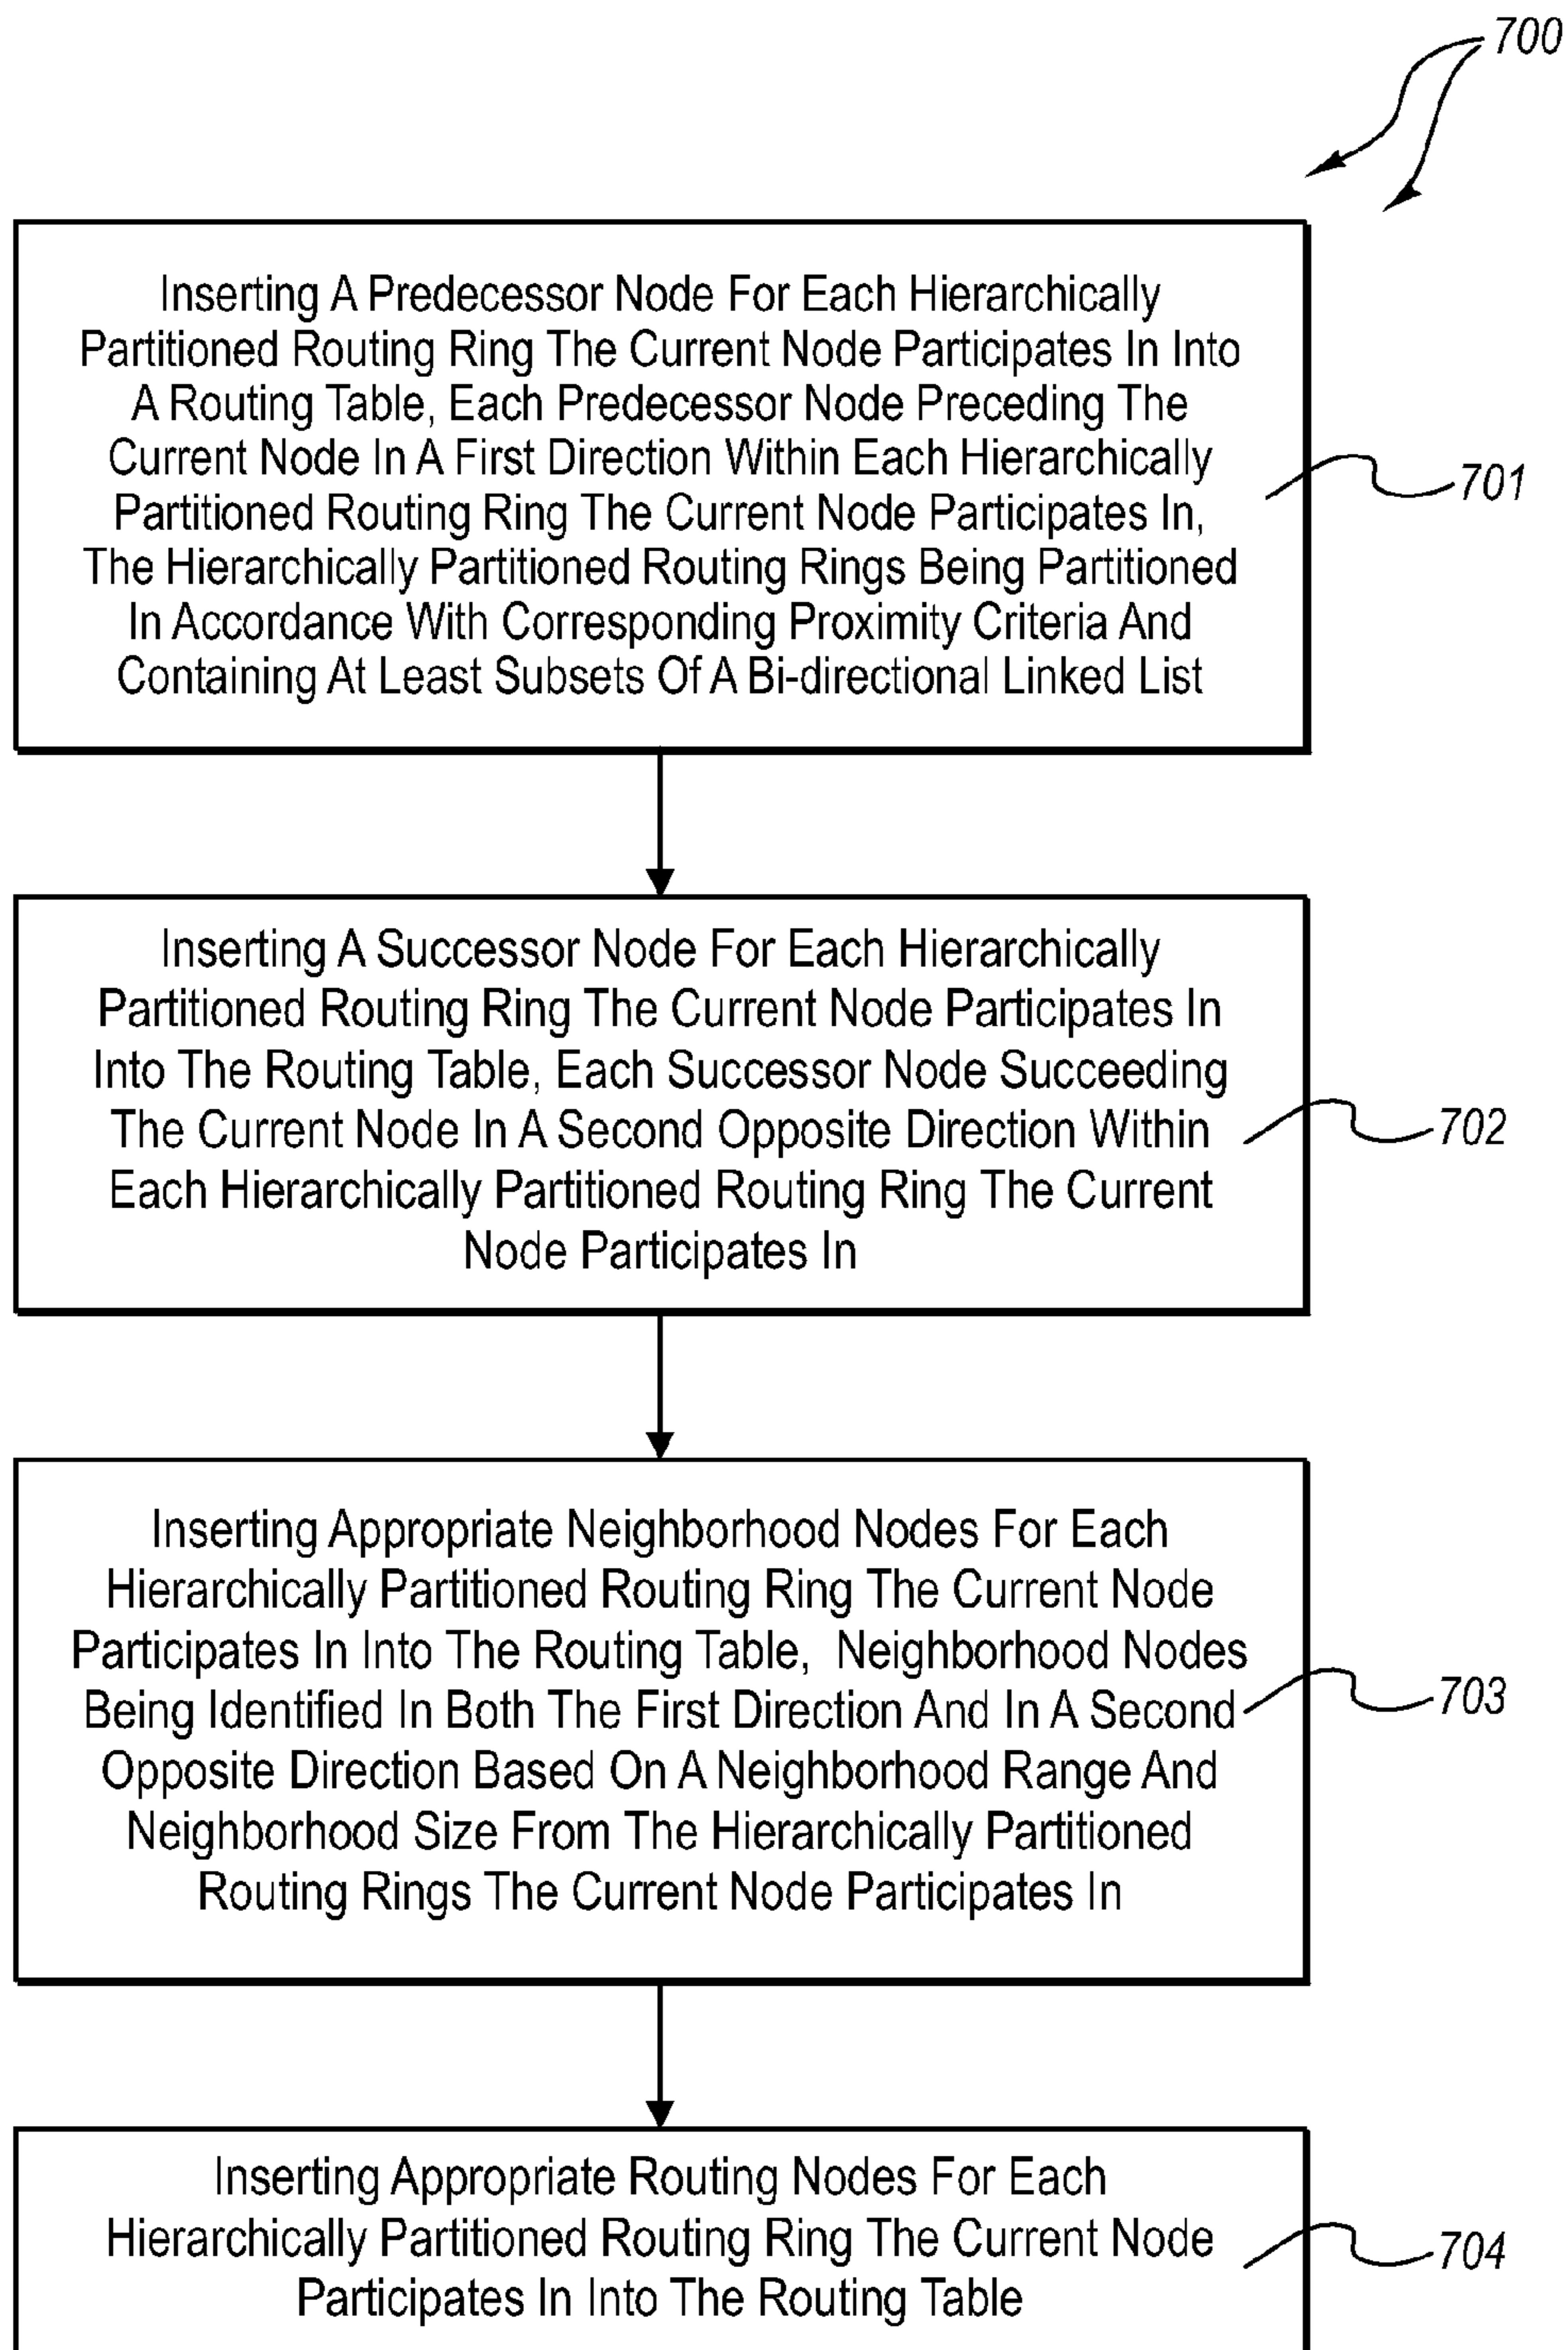 700
Inserting A Predecessor Node For Each Hierarchically
Partitioned Routing Ring The Current Node Participates In Into
A Routing Table, Each Predecessor Node Preceding The
Current Node In A First Direction Within Each Hierarchically
Partitioned Routing Ring The Current Node Participates In,
The Hierarchically Partitioned Routing Rings Being Partitioned
In Accordance With Corresponding Proximity Criteria And
Containing At Least Subsets Of A Bi-directional Linked List
701
Inserting A Successor Node For Each Hierarchically
Partitioned Routing Ring The Current Node Participates In
Into The Routing Table, Each Successor Node Succeeding
The Current Node In A Second Opposite Direction Within
Each Hierarchically Partitioned Routing Ring The Current
Node Participates In
702
Inserting Appropriate Neighborhood Nodes For Each
Hierarchically Partitioned Routing Ring The Current Node
Participates In Into The Routing Table, Neighborhood Nodes
Being Identified In Both The First Direction And In A Second
Opposite Direction Based On A Neighborhood Range And
Neighborhood Size From The Hierarchically Partitioned
Routing Rings The Current Node Participates In
703
Inserting Appropriate Routing Nodes For Each
Hierarchically Partitioned Routing Ring The Current Node
Participates In Into The Routing Table
704